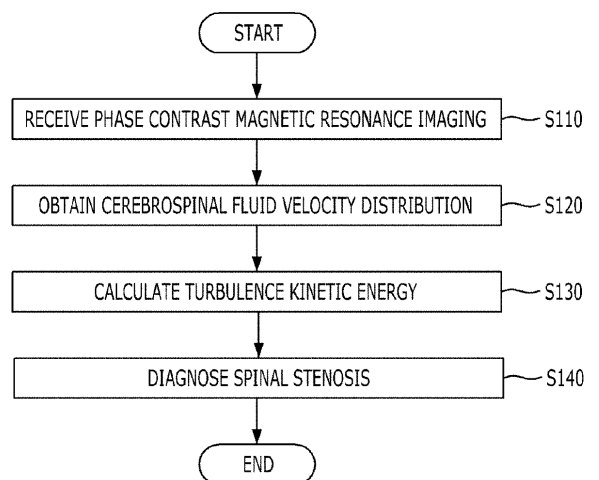 START
RECEIVE PHASE CONTRAST MAGNETIC RESONANCE IMAGING S110
OBTAIN CEREBROSPINAL FLUID VELOCITY DISTRIBUTION S120
CALCULATE TURBULENCE KINETIC ENERGY S130
DIAGNOSE SPINAL STENOSIS S140
END